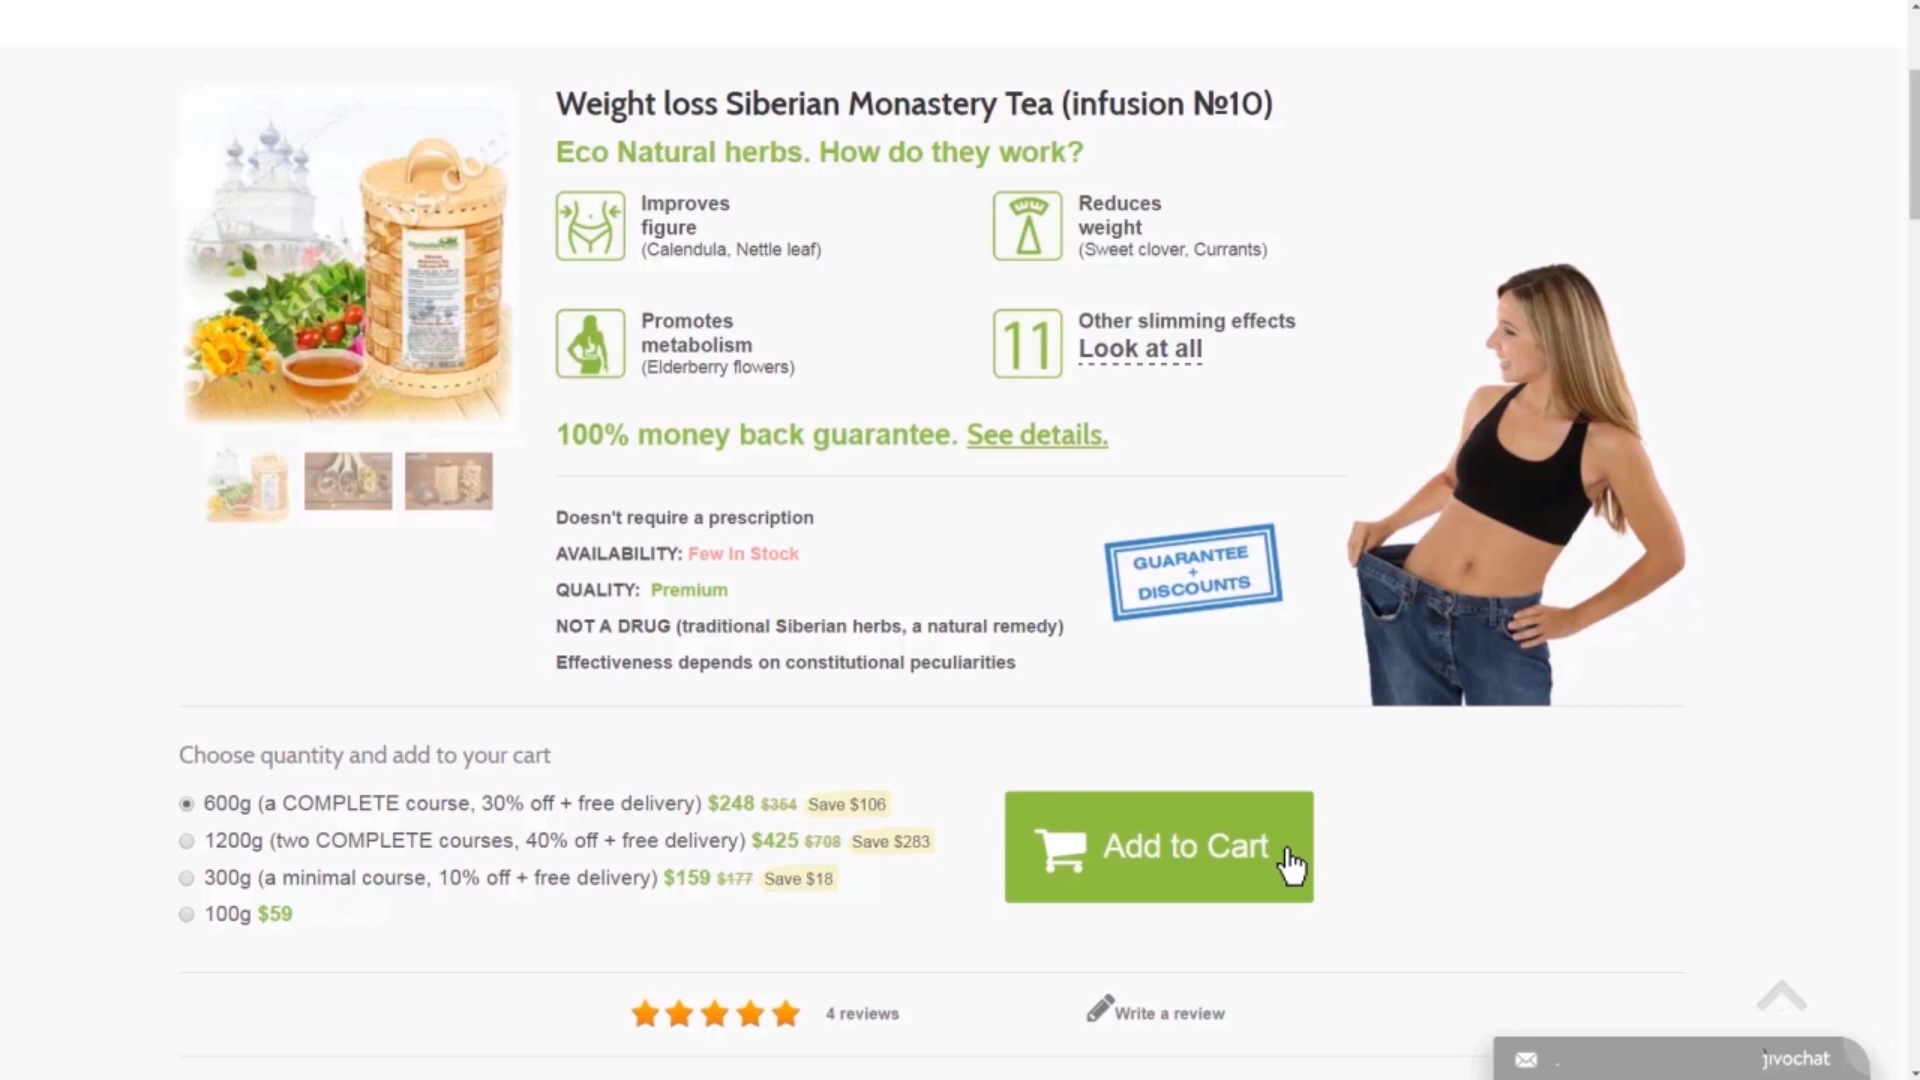 Weight loss Siberian Monastery Tea (infusion №10)
Eco Natural herbs. How do they work?
Improves
figure
(Calendula, Nettle leaf)
Reduces
weight
(Sweet clover, Currants)
Promotes
metabolism
(Elderberry flowers)
11
Other slimming effects
Look at all
100% money back guarantee. See details.
Doesn't require a prescription
AVAILABILITY: Few In Stock
QUALITY: Premium
NOT A DRUG (traditional Siberian herbs, a natural remedy)
Effectiveness depends on constitutional peculiarities
GUARANTEE
+
DISCOUNTS
Choose quantity and add to your cart
600g (a COMPLETE course, 30% off + free delivery) $248 $354 Save $106
1200g (two COMPLETE courses, 40% off + free delivery) $425 $708 Save $283
300g (a minimal course, 10% off + free delivery) $159 $177 Save $18
100g $59
Add to Cart
4 reviews
Write a review
jivochat